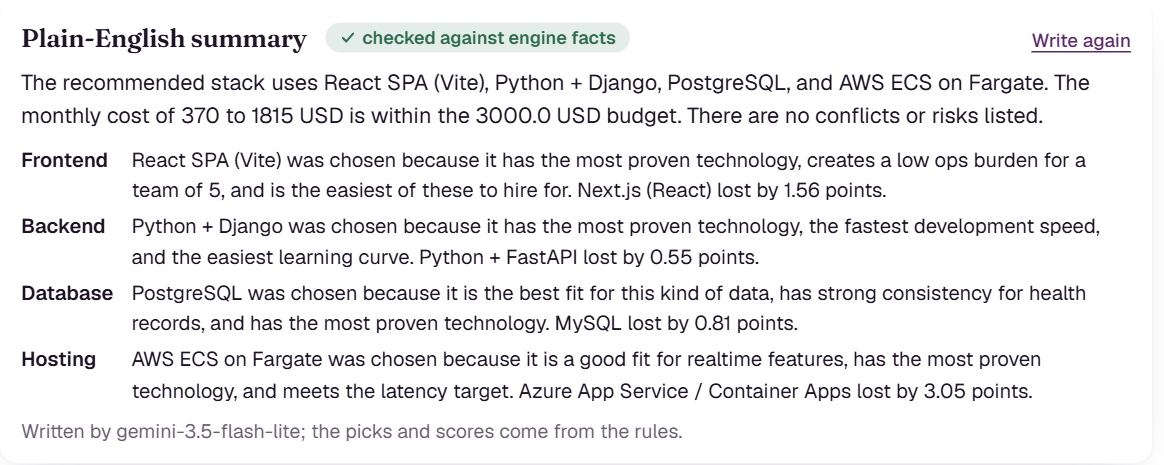 Plain-English summary ✓ checked against engine facts Write again
The recommended stack uses React SPA (Vite), Python + Django, PostgreSQL, and AWS ECS on Fargate. The
monthly cost of 370 to 1815 USD is within the 3000.0 USD budget. There are no conflicts or risks listed.
Frontend React SPA (Vite) was chosen because it has the most proven technology, creates a low ops burden for a
team of 5, and is the easiest of these to hire for. Next.js (React) lost by 1.56 points.
Backend Python + Django was chosen because it has the most proven technology, the fastest development speed,
and the easiest learning curve. Python + FastAPI lost by 0.55 points.
Database PostgreSQL was chosen because it is the best fit for this kind of data, has strong consistency for health
records, and has the most proven technology. MySQL lost by 0.81 points.
Hosting AWS ECS on Fargate was chosen because it is a good fit for realtime features, has the most proven
technology, and meets the latency target. Azure App Service / Container Apps lost by 3.05 points.
Written by gemini-3.5-flash-lite; the picks and scores come from the rules.